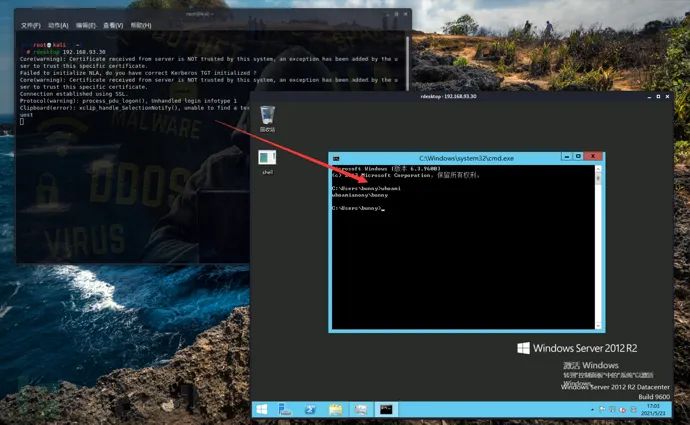 root@kali: ~
文件(F) 动作(A) 编辑(E) 查看(V) 帮助(H)
root@kali ~
# rdesktop 192.168.93.30
Core(warning): Certificate received from server is NOT trusted by this system, an exception has been added by the u
ser to trust this specific certificate.
Failed to initialize NLA, do you have correct Kerberos TGT initialized ?
Core(warning): Certificate received from server is NOT trusted by this system, an exception has been added by the u
ser to trust this specific certificate.
Connection established using SSL.
Protocol(warning): process_pdu_logon(), Unhandled login infotype 1
Clipboard(error): xclip_handle_SelectionNotify(), unable to find a te
uest
MALWARE
VIRUS
rdesktop - 192.168.93.30
回收站
shell
C:\Windows\system32\cmd.exe
Microsoft Windows [版本 6.3.9600]
(c) 2013 Microsoft Corporation。保留所有权利。
C:\Users\bunny>whoami
whoamianony\bunny
C:\Users\bunny>
Windows Server 2012 R2
激活 Windows
转到"控制面板"中的"系统"以激活
Windows。
Windows Server 2012 R2 Datacenter
Build 9600
17:03
2021/5/23